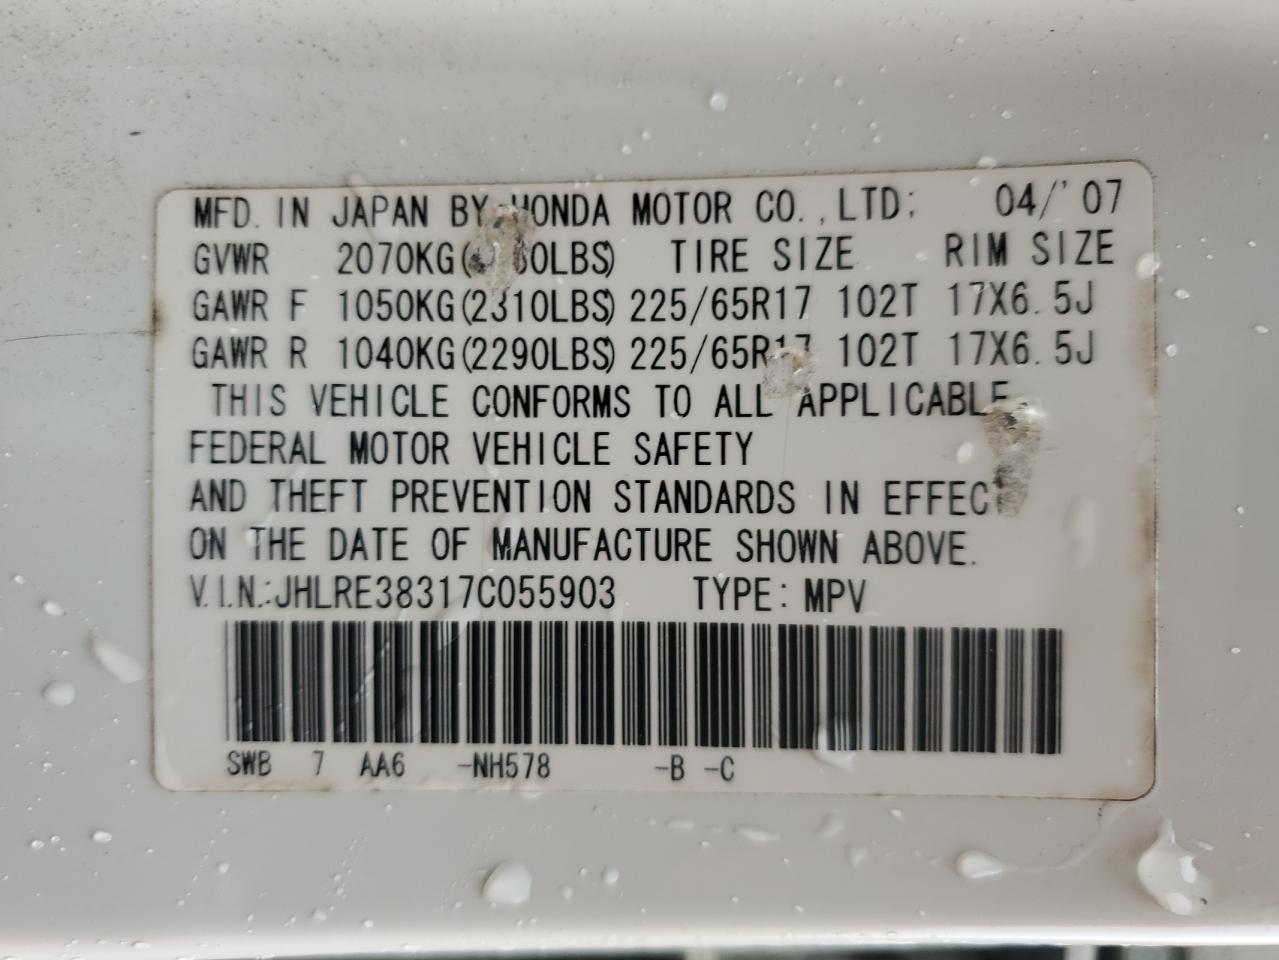 MFD. IN JAPAN BY HONDA MOTOR CO.,LTD; 04/'07
GVWR 2070KG( TIRE SIZE RIM SIZE
GAWR F 1050KG(2310LBS) 225/65R17 102T 17X6.5J
GAWR R 1040KG(2290LBS) 225/65R17 102T 17X6.5J
THIS VEHICLE CONFORMS TO ALL APPLICABLE
FEDERAL MOTOR VEHICLE SAFETY
AND THEFT PREVENTION STANDARDS IN EFFECT
ON THE DATE OF MANUFACTURE SHOWN ABOVE.
V.I.N.:JHLRE38317C055903 TYPE: MPV
SWB 7 AA6 -NH578 -B -C